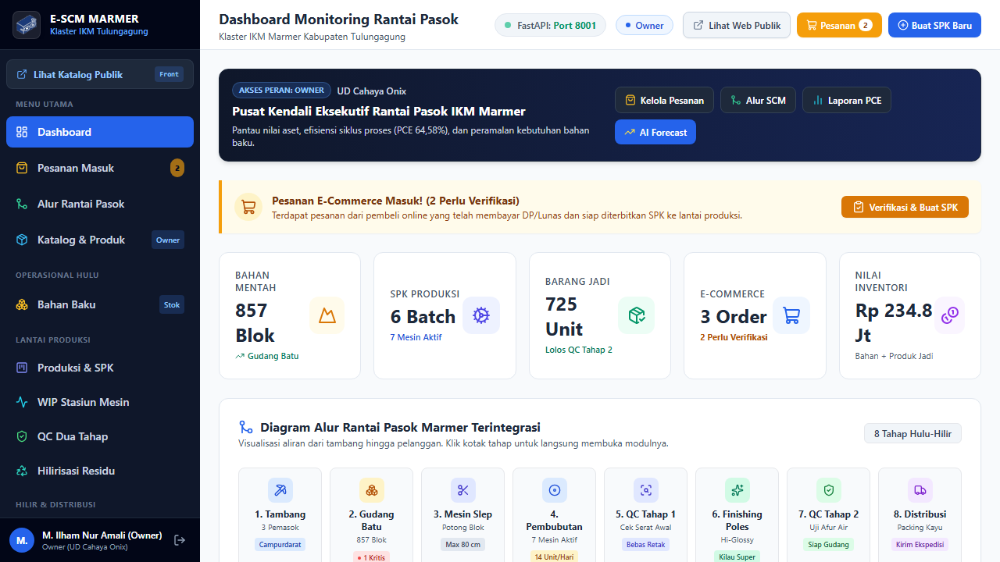 E-SCM MARMER
Klaster IKM Tulungagung
Lihat Katalog Publik
Front
MENU UTAMA
Dashboard
Pesanan Masuk
2
Alur Rantai Pasok
Katalog & Produk
Owner
OPERASIONAL HULU
Bahan Baku
Stok
LANTAI PRODUKSI
Produksi & SPK
WIP Stasiun Mesin
QC Dua Tahap
Hilirisasi Residu
HILIR & DISTRIBUSI
M.
M. Ilham Nur Amali (Owner)
Owner (UD Cahaya Onix)
Dashboard Monitoring Rantai Pasok
Klaster IKM Marmer Kabupaten Tulungagung
FastAPI: Port 8001
Owner
Lihat Web Publik
Pesanan 2
Buat SPK Baru
AKSES PERAN: OWNER
UD Cahaya Onix
Pusat Kendali Eksekutif Rantai Pasok IKM Marmer
Pantau nilai aset, efisiensi siklus proses (PCE 64,58%), dan peramalan kebutuhan bahan
baku.
Kelola Pesanan
Alur SCM
Laporan PCE
AI Forecast
Pesanan E-Commerce Masuk! (2 Perlu Verifikasi)
Terdapat pesanan dari pembeli online yang telah membayar DP/Lunas dan siap diterbitkan SPK ke lantai produksi.
Verifikasi & Buat SPK
BAHAN
MENTAH
857
Blok
Gudang Batu
SPK PRODUKSI
6 Batch
7 Mesin Aktif
BARANG JADI
725
Unit
Lolos QC Tahap 2
E-COMMERCE
3 Order
2 Perlu Verifikasi
NILAI
INVENTORI
Rp 234.8
Jt
Bahan + Produk Jadi
Diagram Alur Rantai Pasok Marmer Terintegrasi
Visualisasi aliran dari tambang hingga pelanggan. Klik kotak tahap untuk langsung membuka modulnya.
8 Tahap Hulu-Hilir
1. Tambang
3 Pemasok
Campurdarat
2. Gudang
Batu
857 Blok
1 Kritis
3. Mesin Slep
Potong Blok
Max 80 cm
4.
Pembubutan
7 Mesin Aktif
14 Unit/Hari
5. QC Tahap 1
Cek Serat Awal
Bebas Retak
6. Finishing
Poles
Hi-Glossy
Kilau Super
7. QC Tahap 2
Uji Afur Air
Siap Gudang
8. Distribusi
Packing Kayu
Kirim Ekspedisi